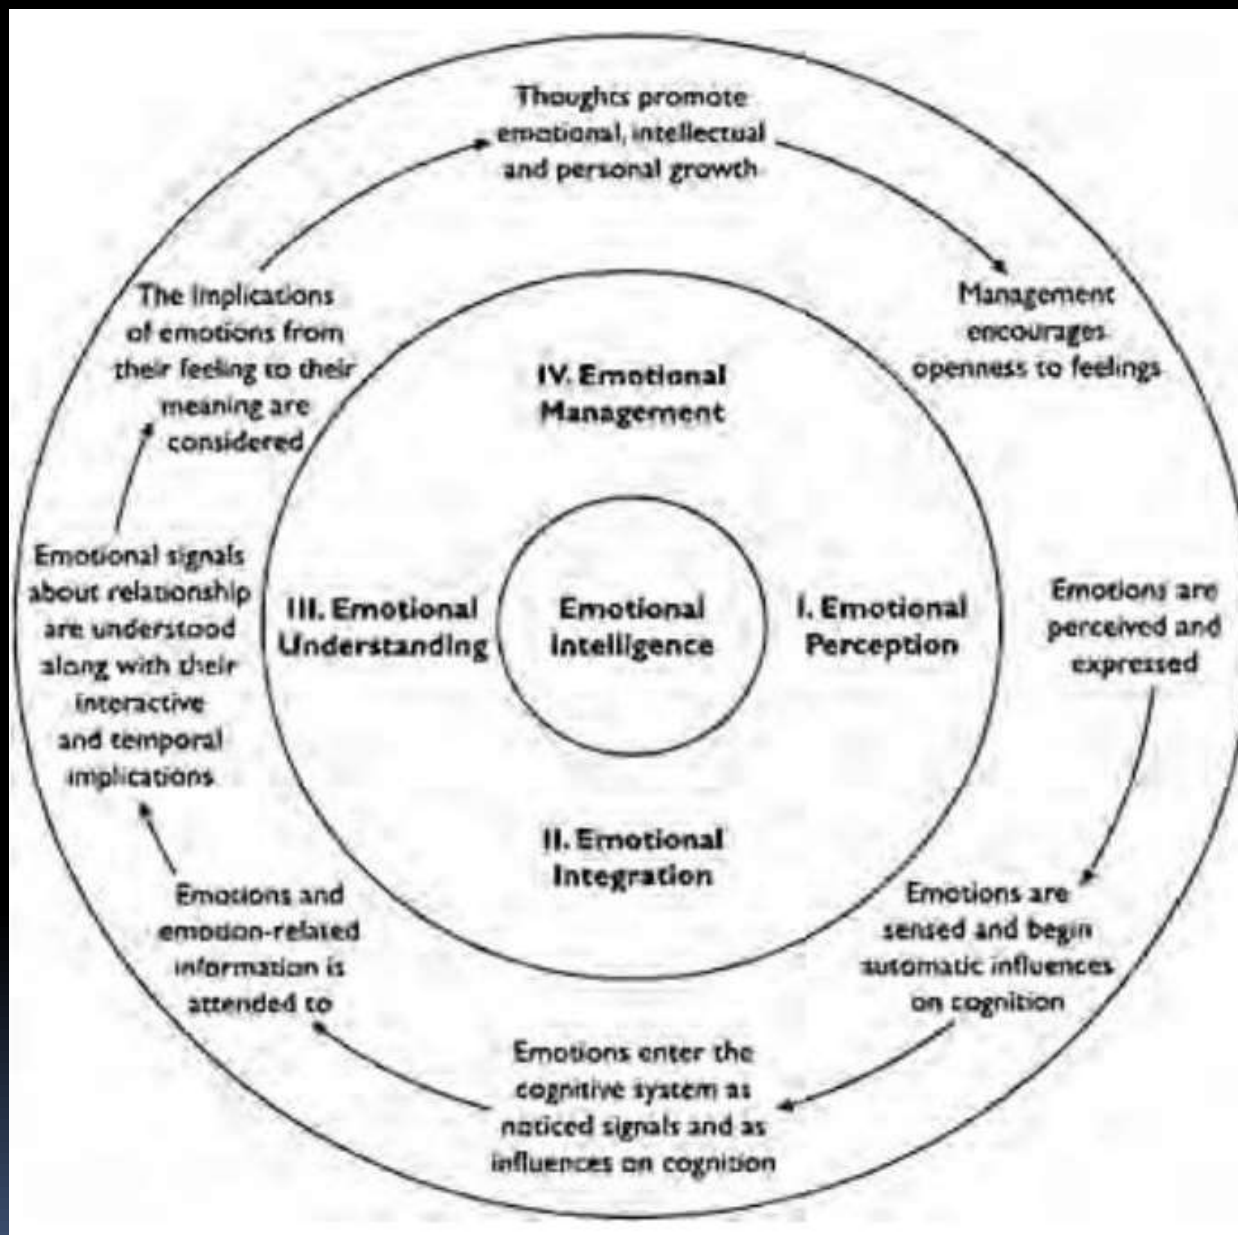 Thoughts promote
emotional, intellectual
and personal growth
Management
encourages
openness to feelings
Emotions are
perceived and
expressed
Emotions are
sensed and begin
automatic influences
on cognition
Emotions enter the
cognitive system as
noticed signals and as
influences on cognition
Emotions and
emotion-related
information is
attended to
Emotional signals
about relationship
are understood
along with their
interactive
and temporal
implications
The Implications
of emotions from
their feeling to their
meaning are
considered
IV. Emotional
Management
I. Emotional
Perception
II. Emotional
Integration
III. Emotional
Understanding
Emotional
Intelligence